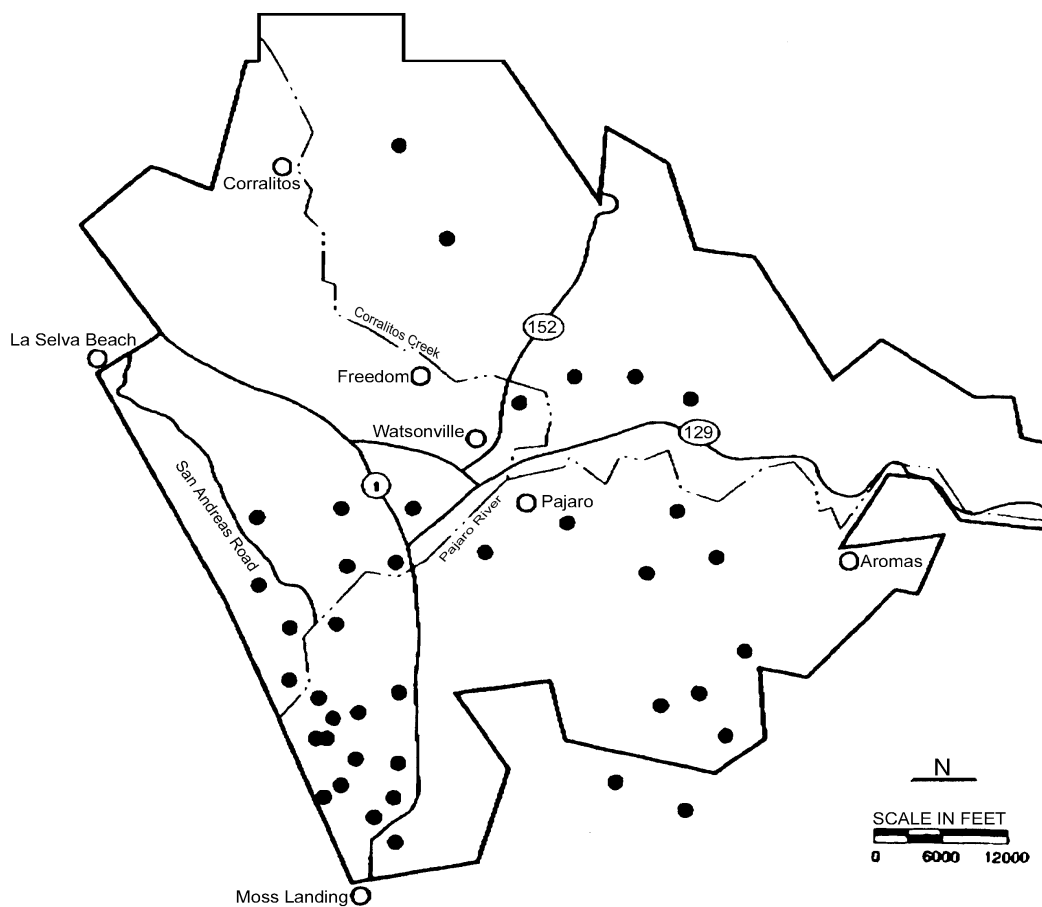 Corralitos
Corralitos Creek
152
La Selva Beach
Freedom
Watsonville
129
San Andreas Road
1
Pajaro
Pajaro River
Aromas
N
SCALE IN FEET
0 6000 12000
Moss Landing